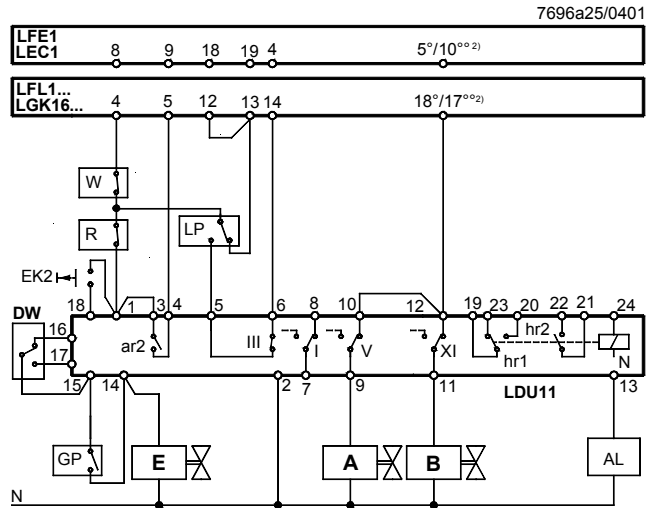 7696a25/0401
LFE1
LEC1
8 9 18 19 4 5°/10°° 2)
LFL1...
LGK16...
4 5 12 13 14 18°/17°° 2)
W
R
LP
EK2
DW
18 1 3 4 5 6 8 10 12 19 23 20 22 21 24
16
17
ar2
III
I
V
XI
hr2
hr1
N
15 14 2 7 9 11 LDU11 13
GP
E
A
B
AL
N